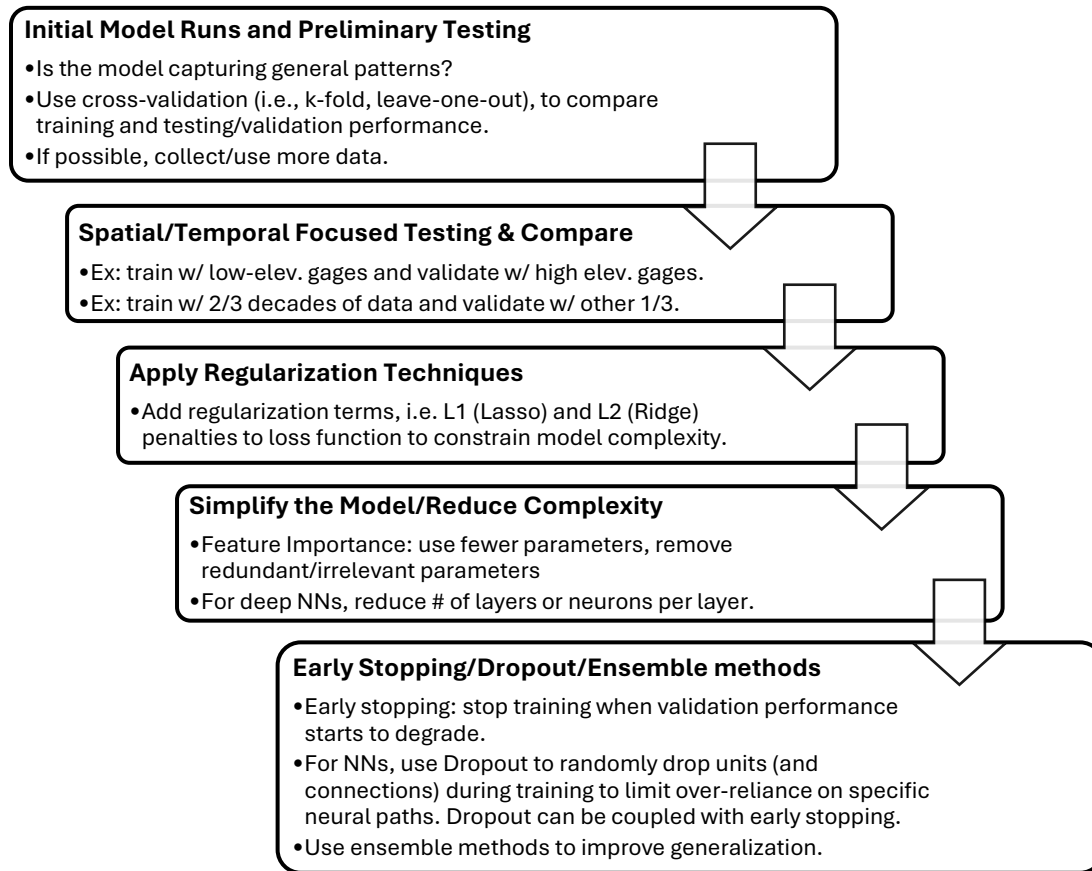 Initial Model Runs and Preliminary Testing
•Is the model capturing general patterns?
•Use cross-validation (i.e., k-fold, leave-one-out), to compare
training and testing/validation performance.
•If possible, collect/use more data.
Spatial/Temporal Focused Testing & Compare
•Ex: train w/ low-elev. gages and validate w/ high elev. gages.
•Ex: train w/ 2/3 decades of data and validate w/ other 1/3.
Apply Regularization Techniques
•Add regularization terms, i.e. L1 (Lasso) and L2 (Ridge)
penalties to loss function to constrain model complexity.
Simplify the Model/Reduce Complexity
•Feature Importance: use fewer parameters, remove
redundant/irrelevant parameters
•For deep NNs, reduce # of layers or neurons per layer.
Early Stopping/Dropout/Ensemble methods
•Early stopping: stop training when validation performance
starts to degrade.
•For NNs, use Dropout to randomly drop units (and
connections) during training to limit over-reliance on specific
neural paths. Dropout can be coupled with early stopping.
•Use ensemble methods to improve generalization.